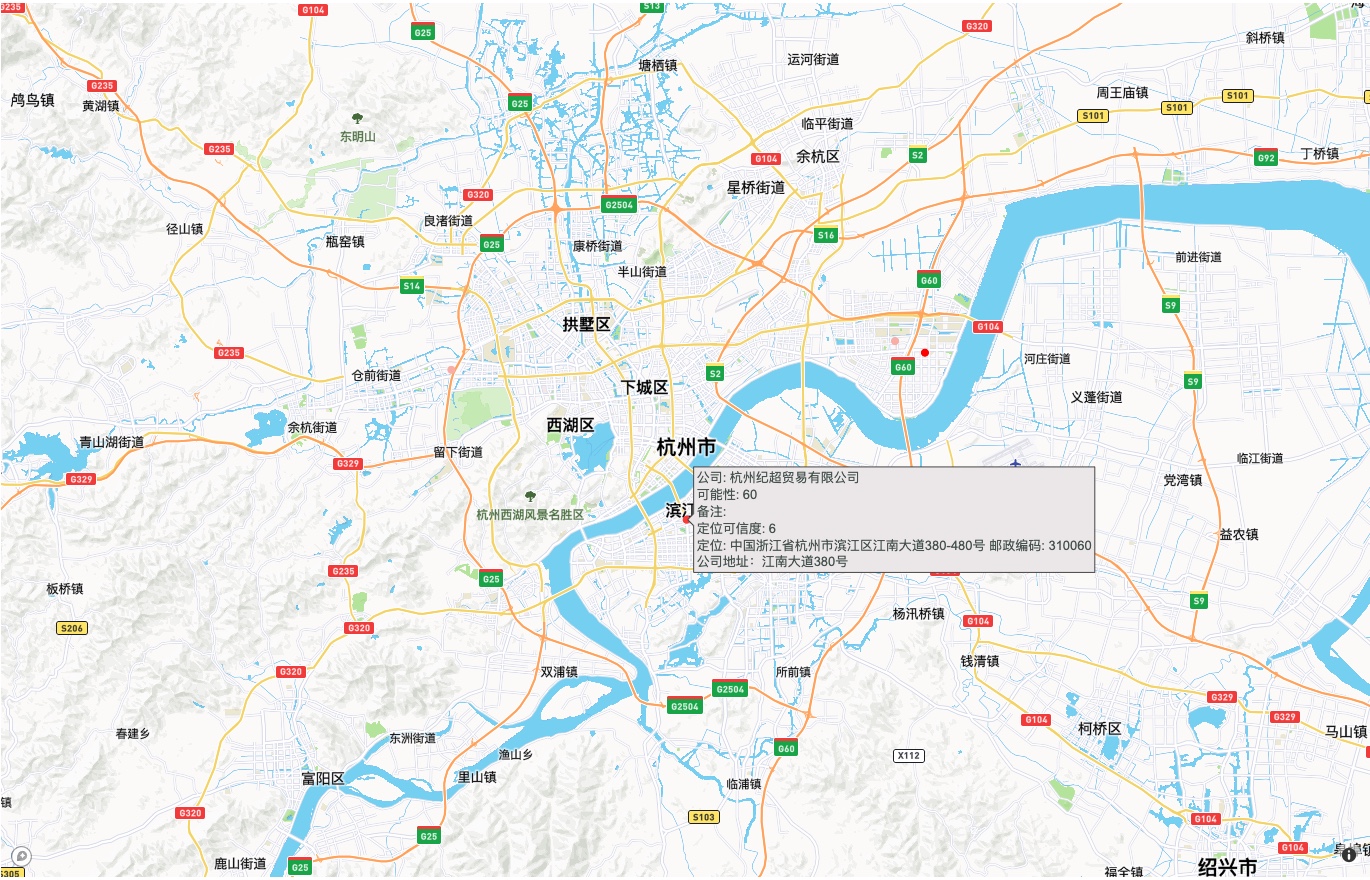 G235
G104
S13
G320
斜桥镇
G25
塘栖镇
运河街道
鸬鸟镇
G235
黄湖镇
G25
周王庙镇
S101
S101
S101
东明山
临平街道
G235
G104
余杭区
S2
G92
丁桥镇
星桥街道
G320
G2504
径山镇
良渚街道
瓶窑镇
G25
康桥街道
S16
前进街道
半山街道
S14
G60
S9
拱墅区
G104
G235
仓前街道
S2
G60
河庄街道
下城区
S9
义蓬街道
余杭街道
西湖区
青山湖街道
杭州市
G329
留下街道
临江街道
G329
党湾镇
杭州西湖风景名胜区
滨江
公司: 杭州纪超贸易有限公司
可能性: 60
备注:
定位可信度: 6
定位: 中国浙江省杭州市滨江区江南大道380-480号 邮政编码: 310060
公司地址: 江南大道380号
益农镇
G235
G25
板桥镇
S9
S206
G320
杨汛桥镇
G104
钱清镇
G320
双浦镇
所前镇
G2504
G2504
G329
G329
G104
柯桥区
马山镇
春建乡
东洲街道
渔山乡
G60
X112
富阳区
里山镇
临浦镇
镇
G320
S103
G104
G25
G104
鹿山街道
G25
S305
福全镇
绍兴市